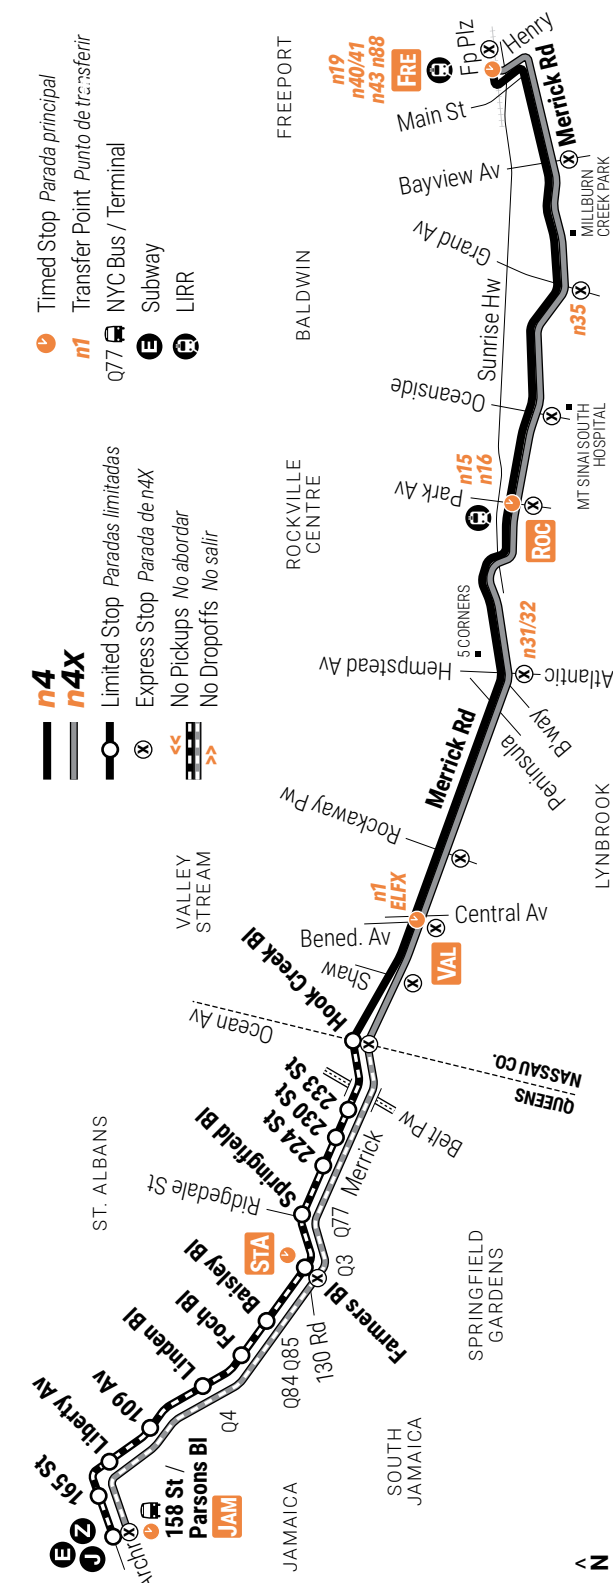 n4
n4X
Limited Stop Paradas limitadas
Express Stop Parada de n4X
<< No Pickups No abordar
>> No Dropoffs No salir
Timed Stop Parada principal
n1 Transfer Point Punto de transferir
Q77 NYC Bus / Terminal
E Subway
LIRR
JAMAICA
SOUTH
JAMAICA
ST. ALBANS
SPRINGFIELD
GARDENS
VALLEY
STREAM
LYNBROOK
ROCKVILLE
CENTRE
BALDWIN
FREEPORT
E
J
Z
158 St /
Parsons Bl
JAM
165 St
Liberty Av
109 Av
Linden Bl
Foch Bl
Baisley Bl
Farmers Bl
STA
Q4
Q84 Q85
130 Rd
Q3
Q77
Merrick
Ridgedale St
Springfield Bl
224 St
230 St
233 St
Belt Pw
Hook Creek Bl
Ocean Av
QUEENS
NASSAU CO.
Shaw
Bened. Av
n1
ELFX
VAL
Central Av
Rockaway Pw
Merrick Rd
Peninsula
B'way
Hempstead Av
Atlantic
5 CORNERS
n31/32
Park Av
n15
n16
ROC
Oceanside
MT SINAI SOUTH
HOSPITAL
Sunrise Hw
Grand Av
n35
MILLBURN
CREEK PARK
Bayview Av
Main St
Merrick Rd
n19
n40/41
n43 n88
FRE
Fp Plz
Henry
X
X
X
X
X
X
X
X
X
X
X
X
< N